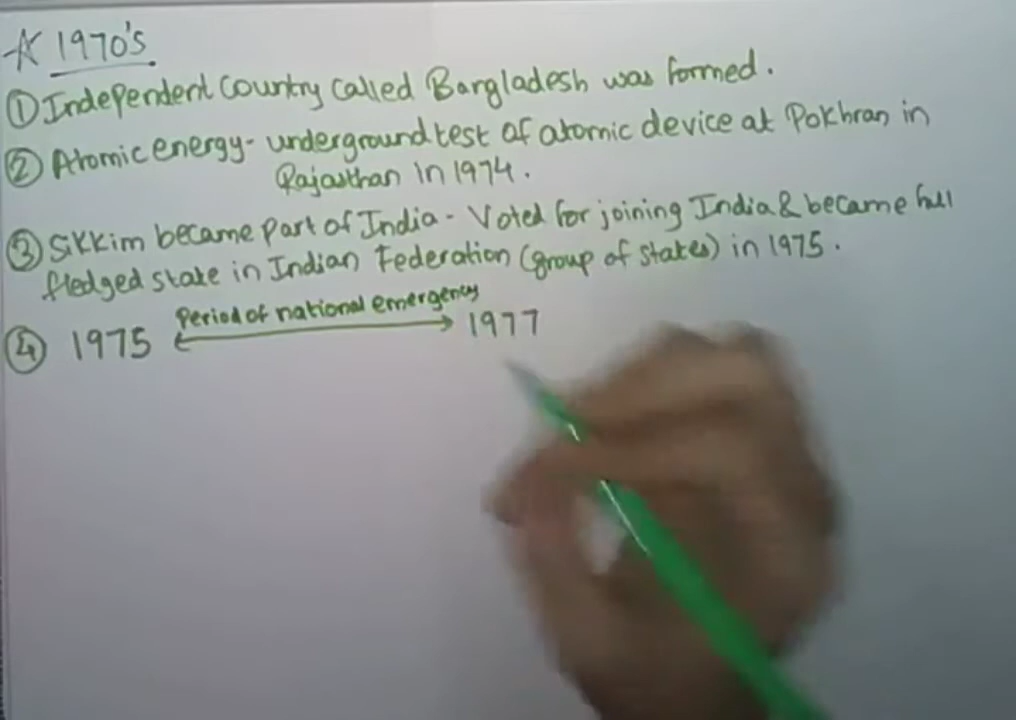 ☆ 1970's
① Independent country called Bangladesh was formed.
② Atomic energy- underground test of atomic device at Pokhran in
Rajasthan in 1974.
③ Sikkim became part of India - Voted for joining India & became full
fledged state in Indian Federation (group of states) in 1975.
④ 1975 Period of national emergency 1977